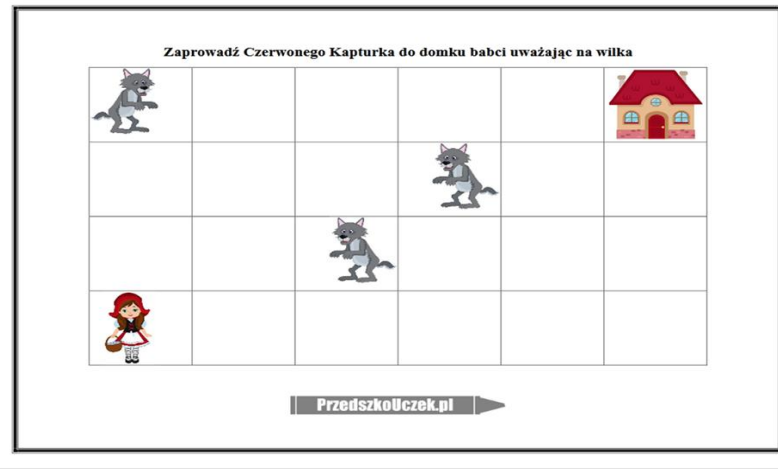 Zaprowadź Czerwonego Kapturka do domku babci uważając na wilka
PrzedszkoUczek.pl